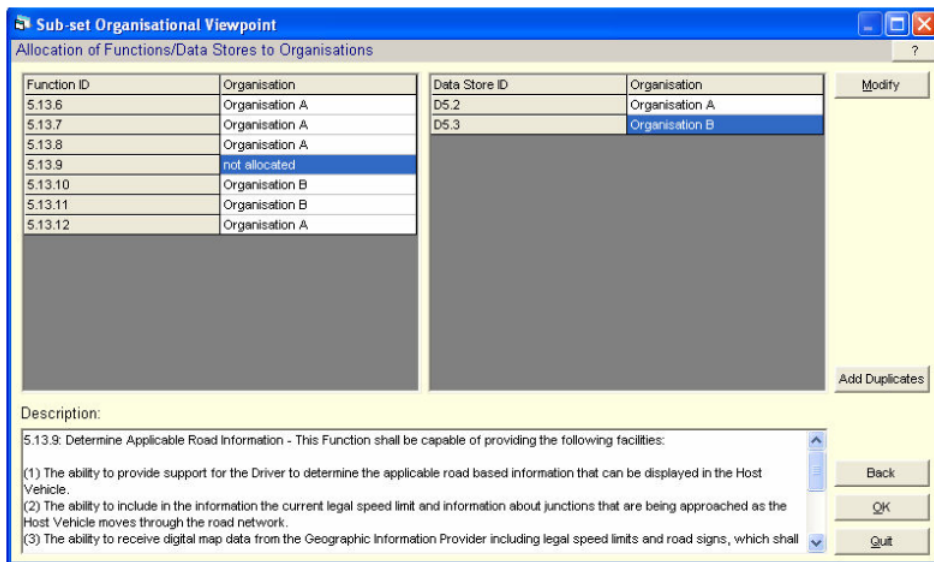 Sub-set Organisational Viewpoint
Allocation of Functions/Data Stores to Organisations
?
Function ID Organisation
5.13.6 Organisation A
5.13.7 Organisation A
5.13.8 Organisation A
5.13.9 not allocated
5.13.10 Organisation B
5.13.11 Organisation B
5.13.12 Organisation A
Data Store ID Organisation
D5.2 Organisation A
D5.3 Organisation B
Modify
Add Duplicates
Description:
5.13.9: Determine Applicable Road Information - This Function shall be capable of providing the following facilities:
(1) The ability to provide support for the Driver to determine the applicable road based information that can be displayed in the Host
Vehicle.
(2) The ability to include in the information the current legal speed limit and information about junctions that are being approached as the
Host Vehicle moves through the road network.
(3) The ability to receive digital map data from the Geographic Information Provider including legal speed limits and road signs, which shall
Back
OK
Quit